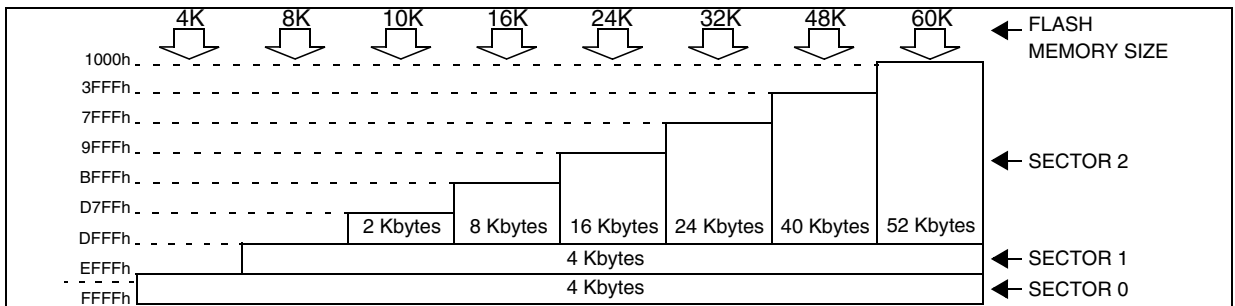 4K 8K 10K 16K 24K 32K 48K 60K
FLASH
MEMORY SIZE
1000h
3FFFh
7FFFh
9FFFh
SECTOR 2
BFFFh
D7FFh
2 Kbytes 8 Kbytes 16 Kbytes 24 Kbytes 40 Kbytes 52 Kbytes
DFFFh
4 Kbytes
SECTOR 1
EFFFh
4 Kbytes
SECTOR 0
FFFFh